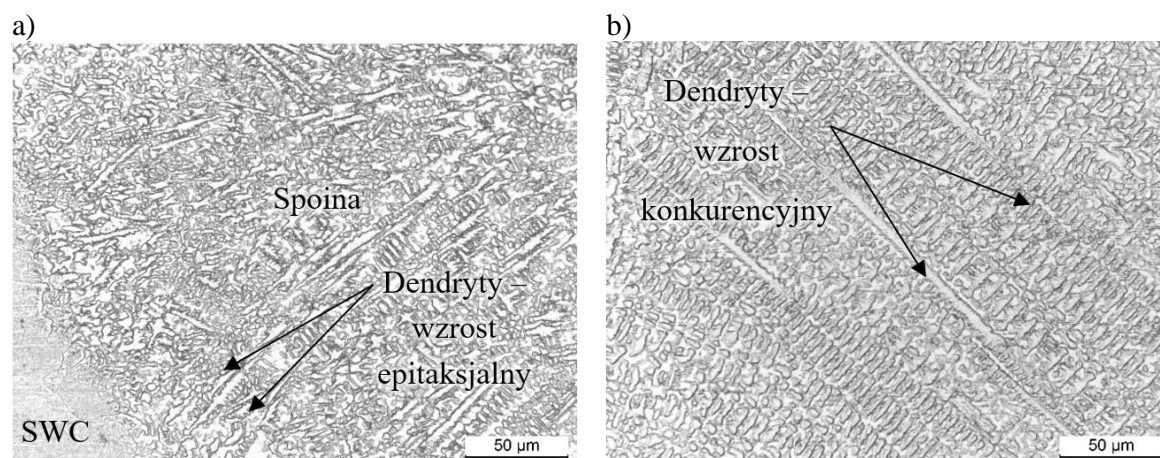 a)
Spoina
Dendryty –
wzrost
epitaksjalny
SWC
50 µm
b)
Dendryty –
wzrost
konkurencyjny
50 µm